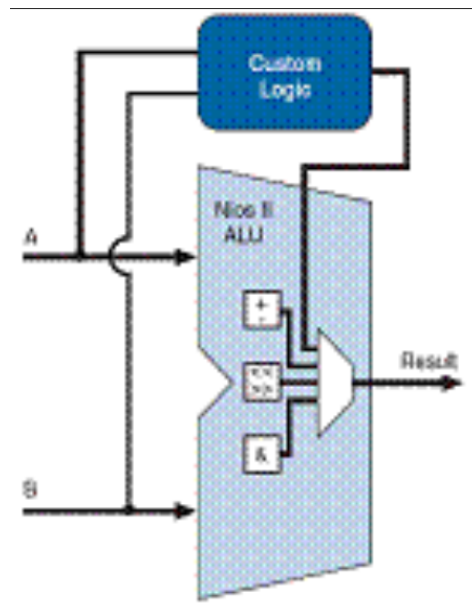 Custom
Logic
Nios II
ALU
A
+
-
<<
>>
Result
&
B